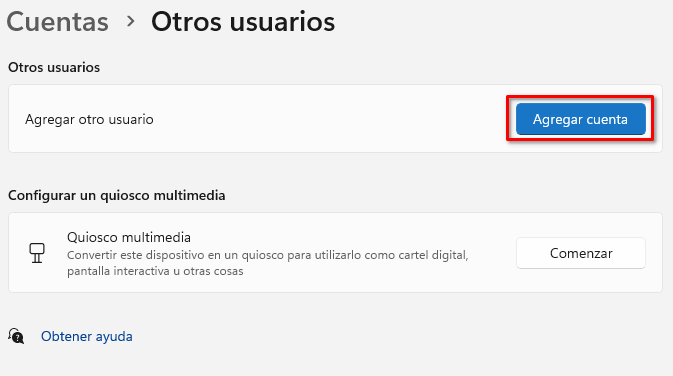 Cuentas > Otros usuarios
Otros usuarios
Agregar otro usuario
Agregar cuenta
Configurar un quiosco multimedia
Quiosco multimedia
Convertir este dispositivo en un quiosco para utilizarlo como cartel digital,
pantalla interactiva u otras cosas
Comenzar
Obtener ayuda